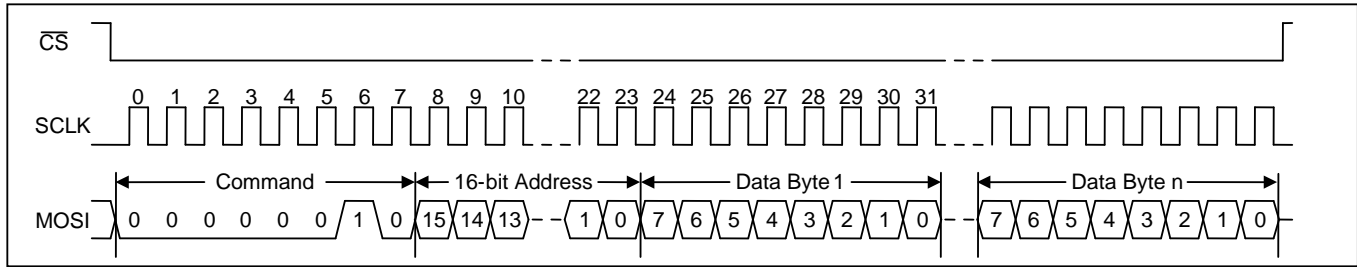 CS
0 1 2 3 4 5 6 7 8 9 10 22 23 24 25 26 27 28 29 30 31
SCLK
Command 16-bit Address Data Byte 1 Data Byte n
MOSI 0 0 0 0 0 0 1 0 15 14 13 1 0 7 6 5 4 3 2 1 0 7 6 5 4 3 2 1 0